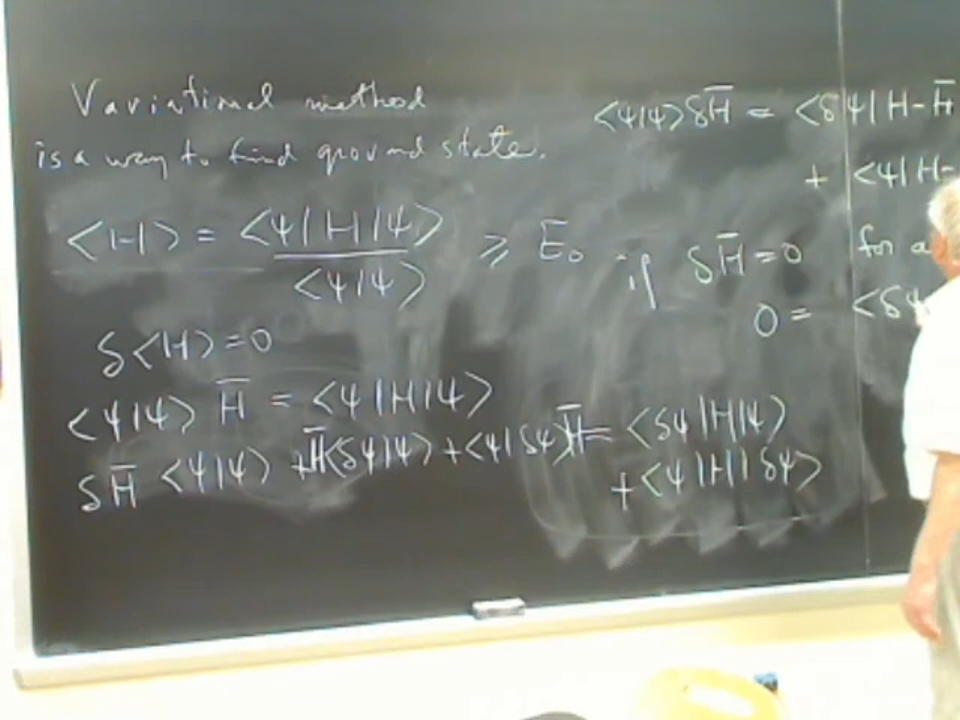 Variational method
is a way to find ground state.
<H> = <ψ|H|ψ> / <ψ|ψ> ≥ E₀
δ<H> = 0
<ψ|ψ> H̄ = <ψ|H|ψ>
δH̄ <ψ|ψ> + H̄<δψ|ψ> + <ψ|δψ>H̄ = <δψ|H|ψ>
+ <ψ|H|δψ>
<ψ|ψ>δH̄ = <δψ|H-H̄
+ <ψ|H-
if δH̄ = 0 for a
0 = <δψ